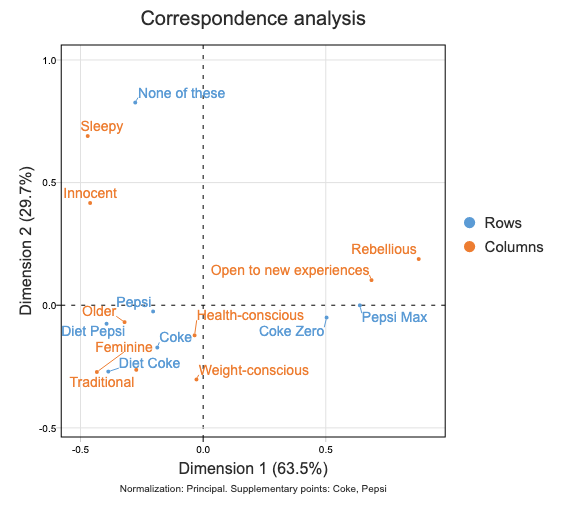 Correspondence analysis
1.0
None of these
Sleepy
0.5
Innocent
Rows
Columns
Rebellious
Open to new experiences
Dimension 2 (29.7%)
0.0
Pepsi
Older
Health-conscious
Pepsi Max
Diet Pepsi
Coke
Coke Zero
Feminine
Diet Coke
Weight-conscious
Traditional
-0.5
-0.5
0.0
0.5
Dimension 1 (63.5%)
Normalization: Principal. Supplementary points: Coke, Pepsi